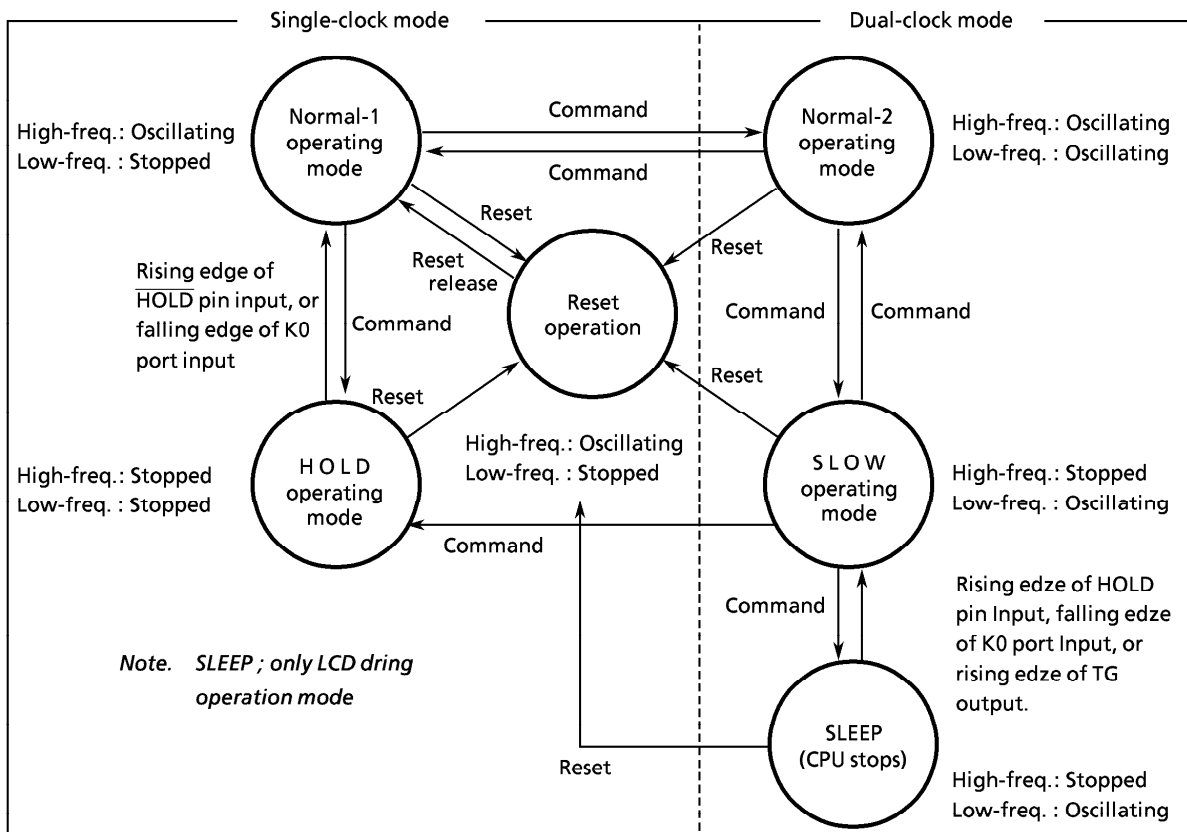 Single-clock mode
Dual-clock mode
Normal-1
operating
mode
High-freq.: Oscillating
Low-freq. : Stopped
Command
Command
Normal-2
operating
mode
High-freq.: Oscillating
Low-freq. : Oscillating
Reset
Reset
release
Reset
Reset
operation
Rising edge of
HOLD pin input, or
falling edge of K0
port input
Command
Command
Command
Reset
Reset
High-freq.: Stopped
Low-freq. : Stopped
H O L D
operating
mode
High-freq.: Oscillating
Low-freq. : Stopped
S L O W
operating
mode
High-freq.: Stopped
Low-freq. : Oscillating
Command
Command
Rising edze of HOLD
pin Input, falling edze
of K0 port Input, or
rising edze of TG
output.
Note. SLEEP ; only LCD dring
operation mode
SLEEP
(CPU stops)
Reset
High-freq.: Stopped
Low-freq. : Oscillating